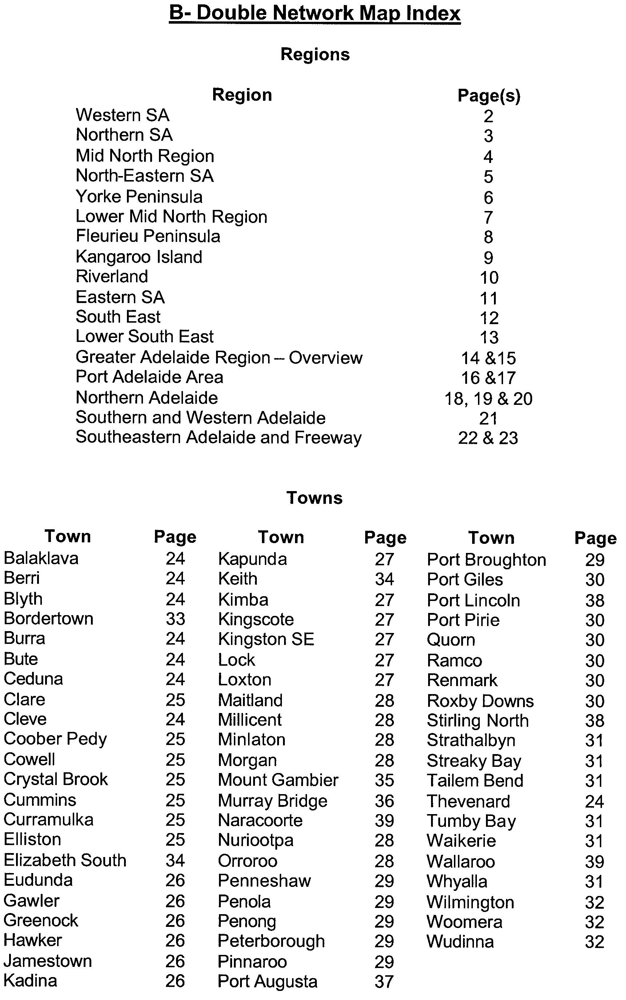 B- Double Network Map Index
Regions
Region Page(s)
Western SA 2
Northern SA 3
Mid North Region 4
North-Eastern SA 5
Yorke Peninsula 6
Lower Mid North Region 7
Fleurieu Peninsula 8
Kangaroo Island 9
Riverland 10
Eastern SA 11
South East 12
Lower South East 13
Greater Adelaide Region – Overview 14 &15
Port Adelaide Area 16 &17
Northern Adelaide 18, 19 & 20
Southern and Western Adelaide 21
Southeastern Adelaide and Freeway 22 & 23
Towns
Town Page Town Page Town Page
Balaklava 24 Kapunda 27 Port Broughton 29
Berri 24 Keith 34 Port Giles 30
Blyth 24 Kimba 27 Port Lincoln 38
Bordertown 33 Kingscote 27 Port Pirie 30
Burra 24 Kingston SE 27 Quorn 30
Bute 24 Lock 27 Ramco 30
Ceduna 24 Loxton 27 Renmark 30
Clare 25 Maitland 28 Roxby Downs 30
Cleve 24 Millicent 28 Stirling North 38
Coober Pedy 25 Minlaton 28 Strathalbyn 31
Cowell 25 Morgan 28 Streaky Bay 31
Crystal Brook 25 Mount Gambier 35 Tailem Bend 31
Cummins 25 Murray Bridge 36 Thevenard 24
Curramulka 25 Naracoorte 39 Tumby Bay 31
Elliston 25 Nuriootpa 28 Waikerie 31
Elizabeth South 34 Orroroo 28 Wallaroo 39
Eudunda 26 Penneshaw 29 Whyalla 31
Gawler 26 Penola 29 Wilmington 32
Greenock 26 Penong 29 Woomera 32
Hawker 26 Peterborough 29 Wudinna 32
Jamestown 26 Pinnaroo 29
Kadina 26 Port Augusta 37